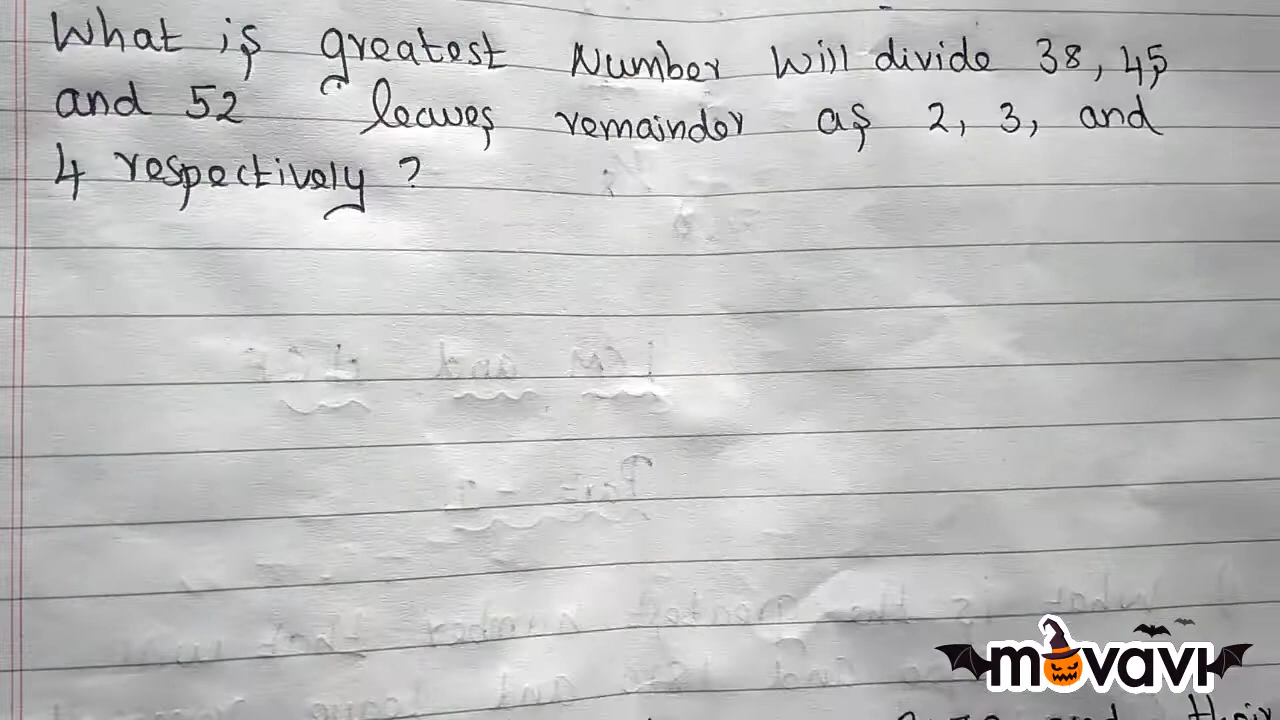 What is greatest Number will divide 38, 45,
and 52 leaves remainder as 2, 3, and
4 respectively ?
movavi